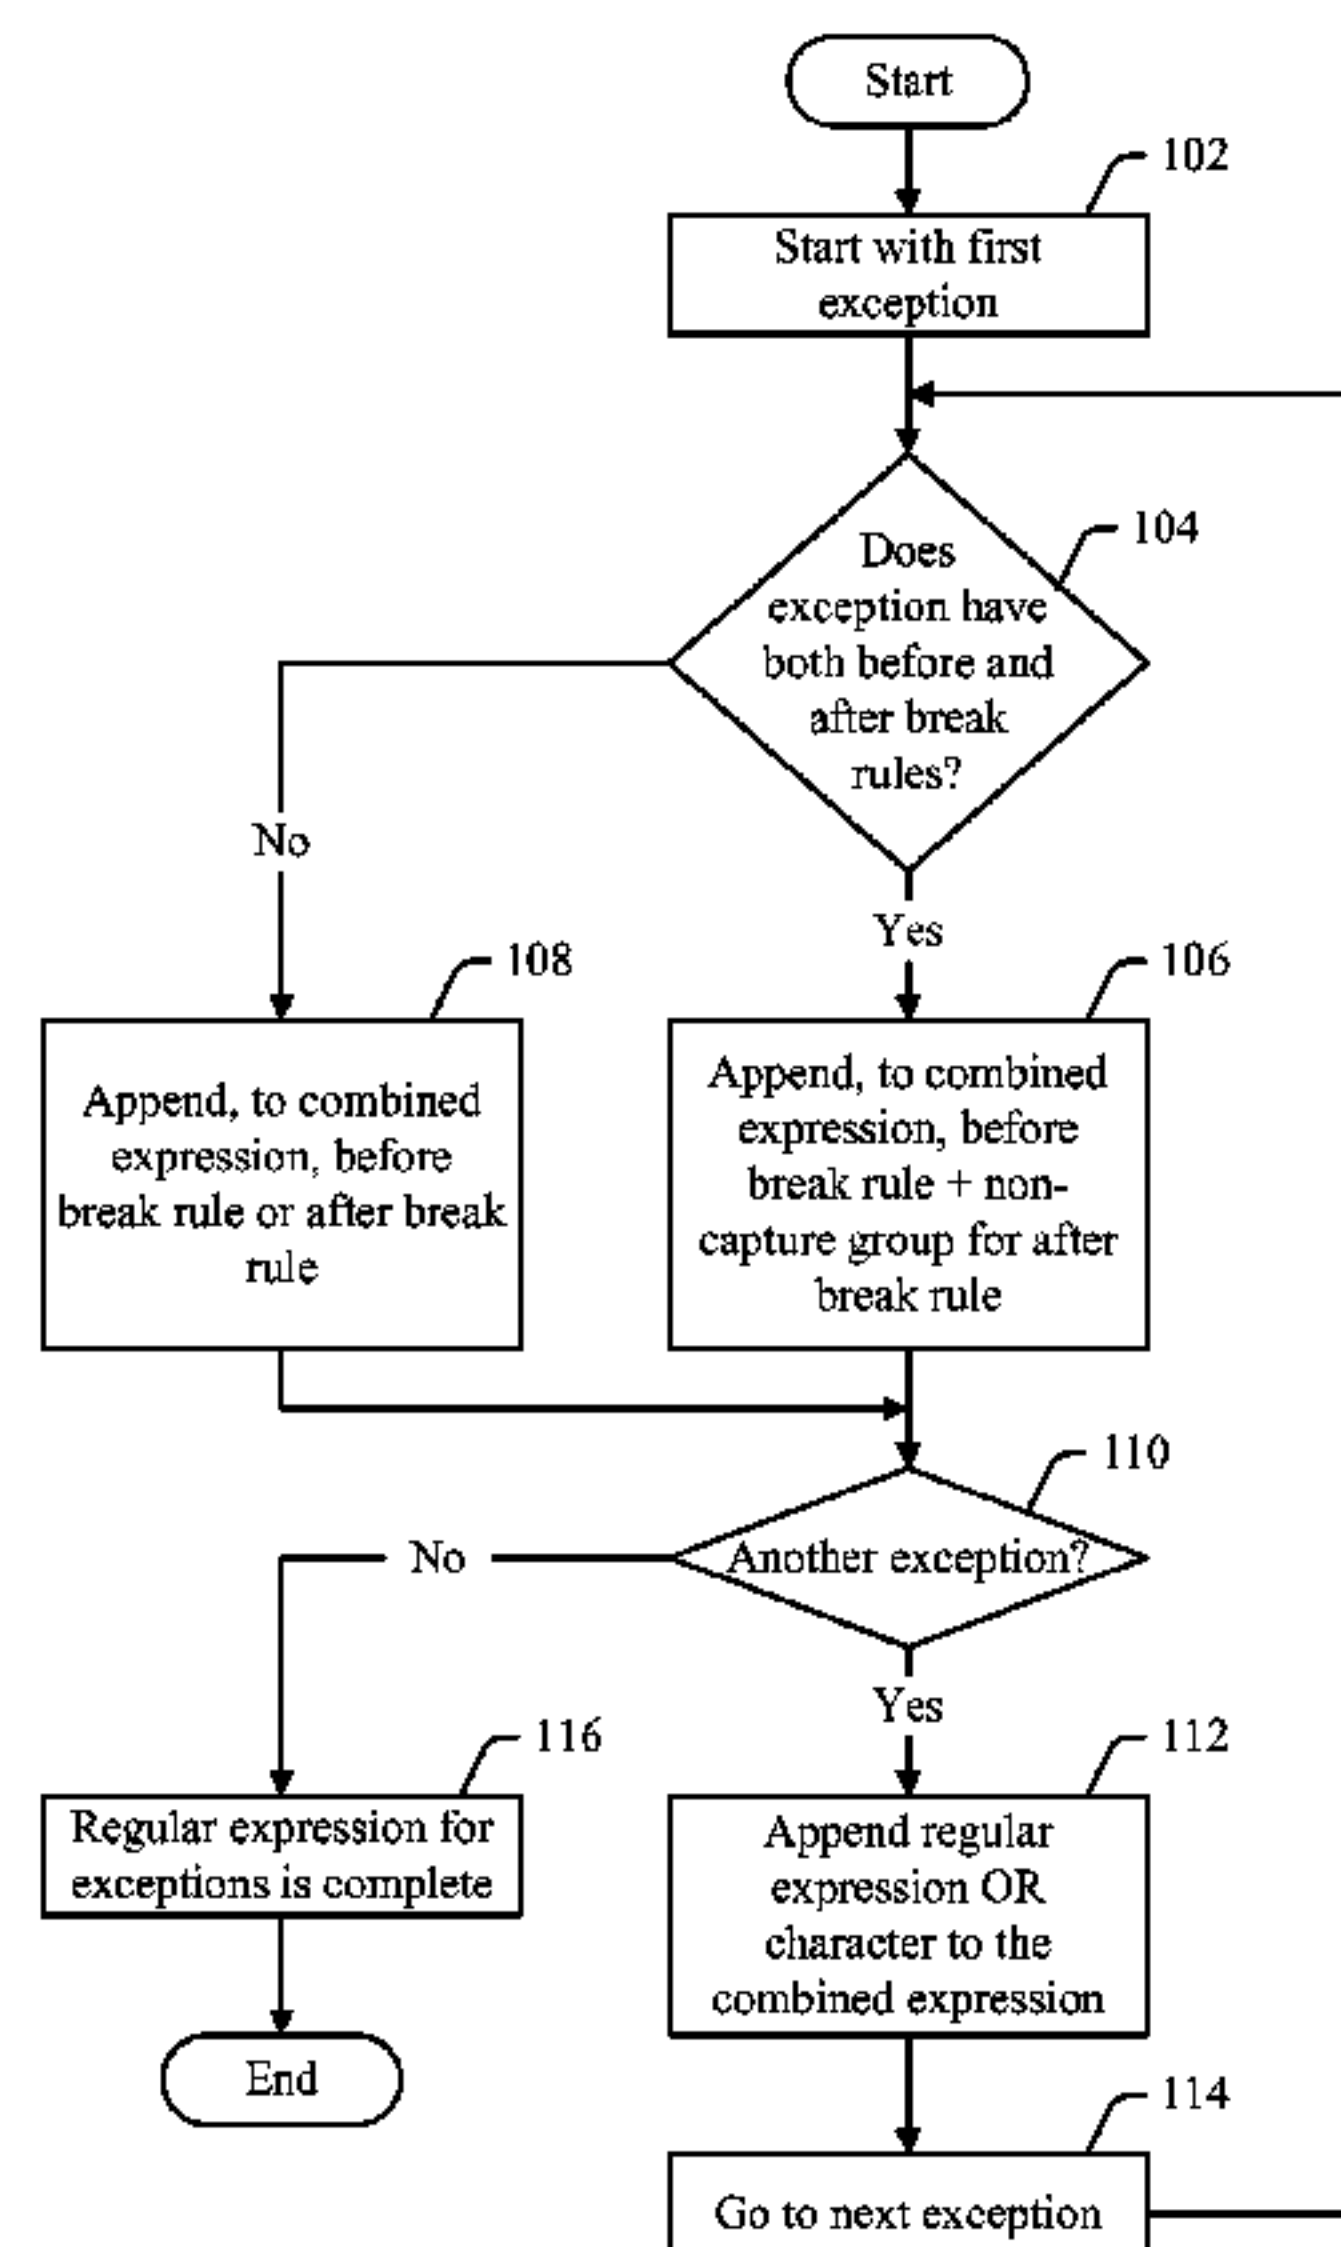 Start
102
Start with first
exception
104
Does
exception have
both before and
after break
rules?
No
Yes
108
106
Append, to combined
expression, before
break rule or after break
rule
Append, to combined
expression, before
break rule + non-
capture group for after
break rule
110
Another exception?
No
Yes
116
112
Regular expression for
exceptions is complete
Append regular
expression OR
character to the
combined expression
End
114
Go to next exception